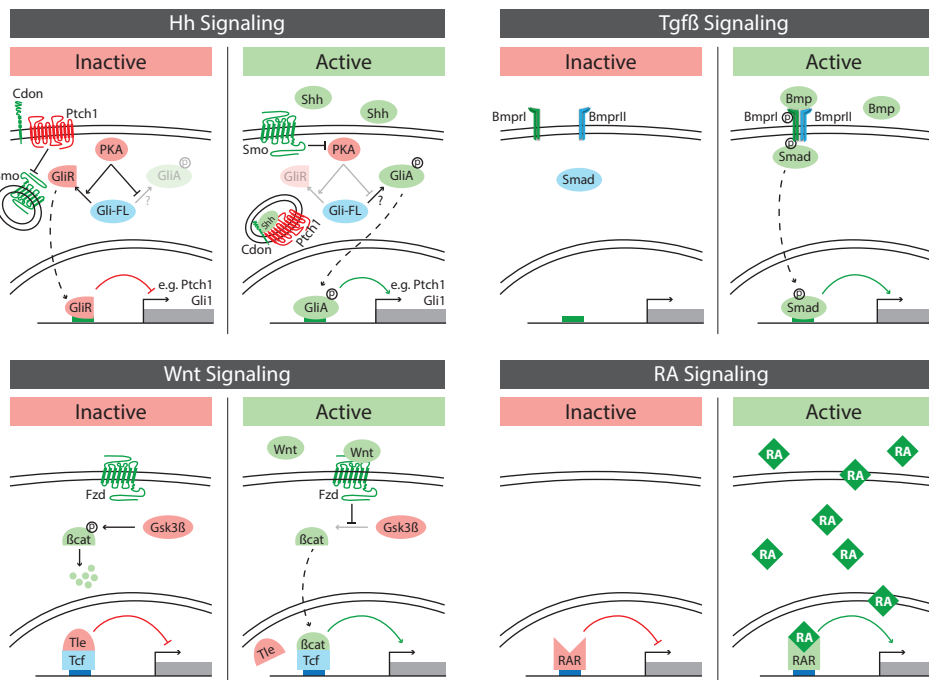 Hh Signaling
Inactive
Active
Cdon
Ptch1
PKA
GliR
GliA
P
Smo
Gli-FL
?
e.g. Ptch1
Gli1
GliR
Shh
Shh
Smo
PKA
GliR
GliA
P
Gli-FL
?
Shh
Ptch1
Cdon
e.g. Ptch1
Gli1
P
GliA
Tgfß Signaling
Inactive
Active
BmprI
BmprII
Smad
Bmp
Bmp
BmprI
P
BmprII
P
Smad
P
Smad
Wnt Signaling
Inactive
Active
Fzd
P
ßcat
Gsk3ß
Tle
Tcf
Wnt
Wnt
Fzd
ßcat
Gsk3ß
Tle
ßcat
Tcf
RA Signaling
Inactive
Active
RAR
RA
RA
RA
RA
RA
RA
RA
RA
RAR